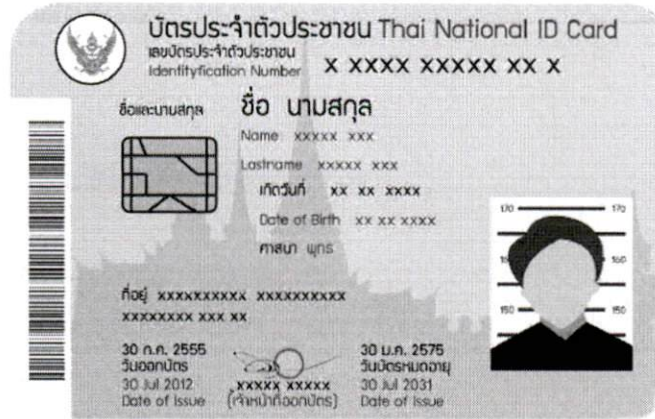 บัตรประจำตัวประชาชน Thai National ID Card
เลขบัตรประจำตัวประชาชน
Identityfication Number X XXXX XXXXX XX X
ชื่อและนามสกุล ชื่อ นามสกุล
Name xxxxx xxx
Lastname xxxxx xxx
เกิดวันที่ xx xx xxxx
Date of Birth xx xx xxxx
ศาสนา พุทธ
170 170
160 160
150 150
ที่อยู่ xxxxxxxxxx xxxxxxxxxx
xxxxxxxx xxx xx
30 ก.ค. 2555 30 ม.ค. 2575
วันออกบัตร วันบัตรหมดอายุ
30 Jul 2012 xxxxx xxxxx 30 Jul 2031
Date of Issue (เจ้าหน้าที่ออกบัตร) Date of Issue